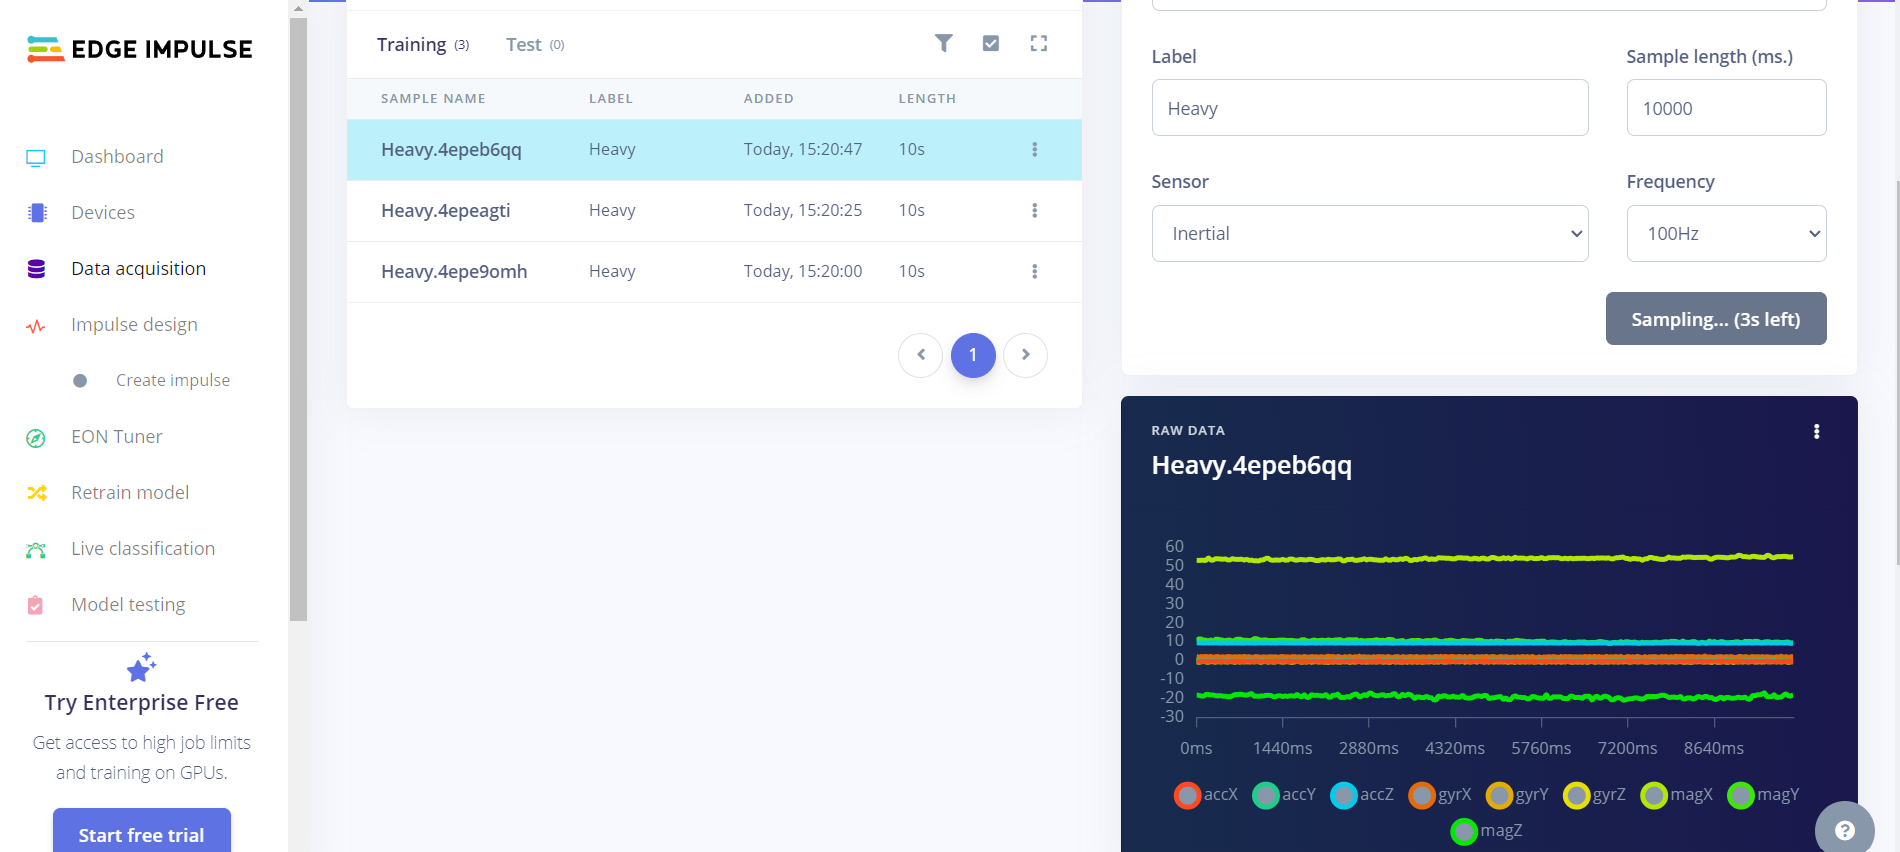 EDGE IMPULSE
Dashboard
Devices
Data acquisition
Impulse design
Create impulse
EON Tuner
Retrain model
Live classification
Model testing
Try Enterprise Free
Get access to high job limits
and training on GPUs.
Start free trial
Training (3) Test (0)
SAMPLE NAME LABEL ADDED LENGTH
Heavy.4epeb6qq Heavy Today, 15:20:47 10s
Heavy.4epeagti Heavy Today, 15:20:25 10s
Heavy.4epe9omh Heavy Today, 15:20:00 10s
1
Label Sample length (ms.)
Heavy 10000
Sensor Frequency
Inertial 100Hz
Sampling... (3s left)
RAW DATA
Heavy.4epeb6qq
60
50
40
30
20
10
0
-10
-20
-30
0ms 1440ms 2880ms 4320ms 5760ms 7200ms 8640ms
accX accY accZ gyrX gyrY gyrZ magX magY
magZ
?